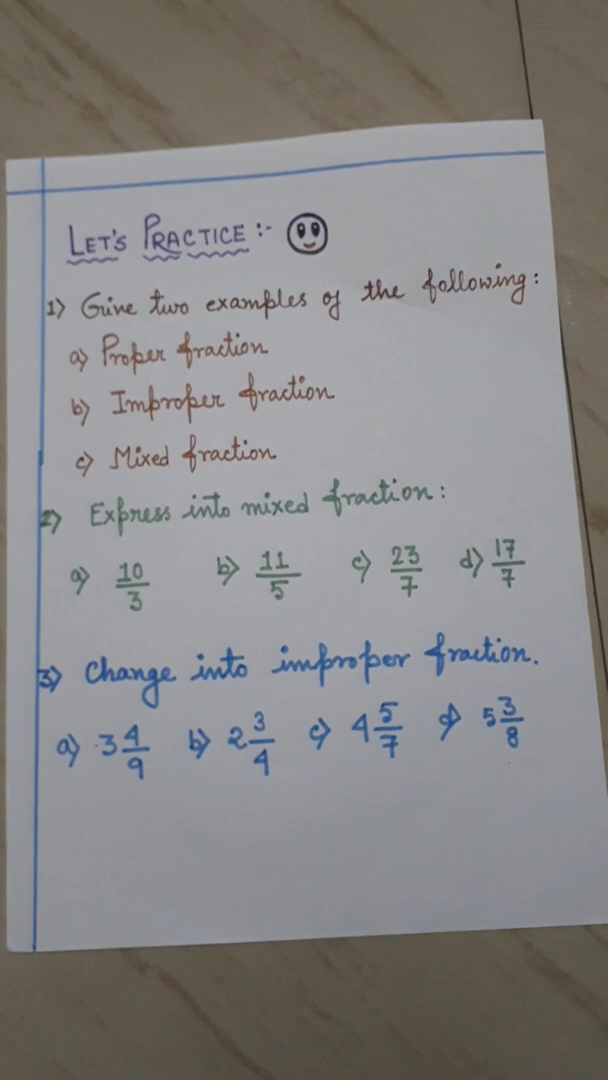 LET'S PRACTICE :-
1) Give two examples of the following :
a) Proper fraction
b) Improper fraction
c) Mixed fraction
2) Express into mixed fraction :
a) 10/3 b) 11/5 c) 23/7 d) 17/7
3) Change into improper fraction.
a) 3 4/9 b) 2 3/4 c) 4 5/7 d) 5 3/8